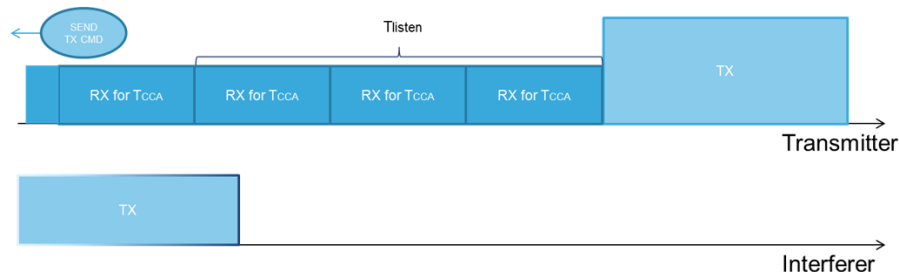 SEND
TX CMD
Tlisten
RX for TCCA
RX for TCCA
RX for TCCA
RX for TCCA
TX
Transmitter
TX
Interferer